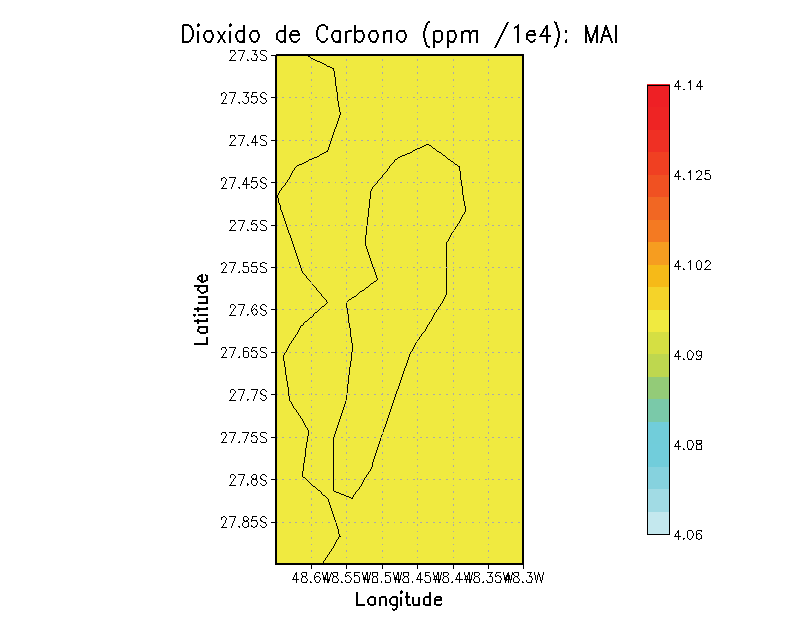 Dioxido de Carbono (ppm /1e4): MAI
27.3S
27.35S
27.4S
27.45S
27.5S
27.55S
27.6S
27.65S
27.7S
27.75S
27.8S
27.85S
Latitude
48.6W 48.55W 48.5W 48.45W 48.4W 48.35W 48.3W
Longitude
4.14
4.125
4.102
4.09
4.08
4.06